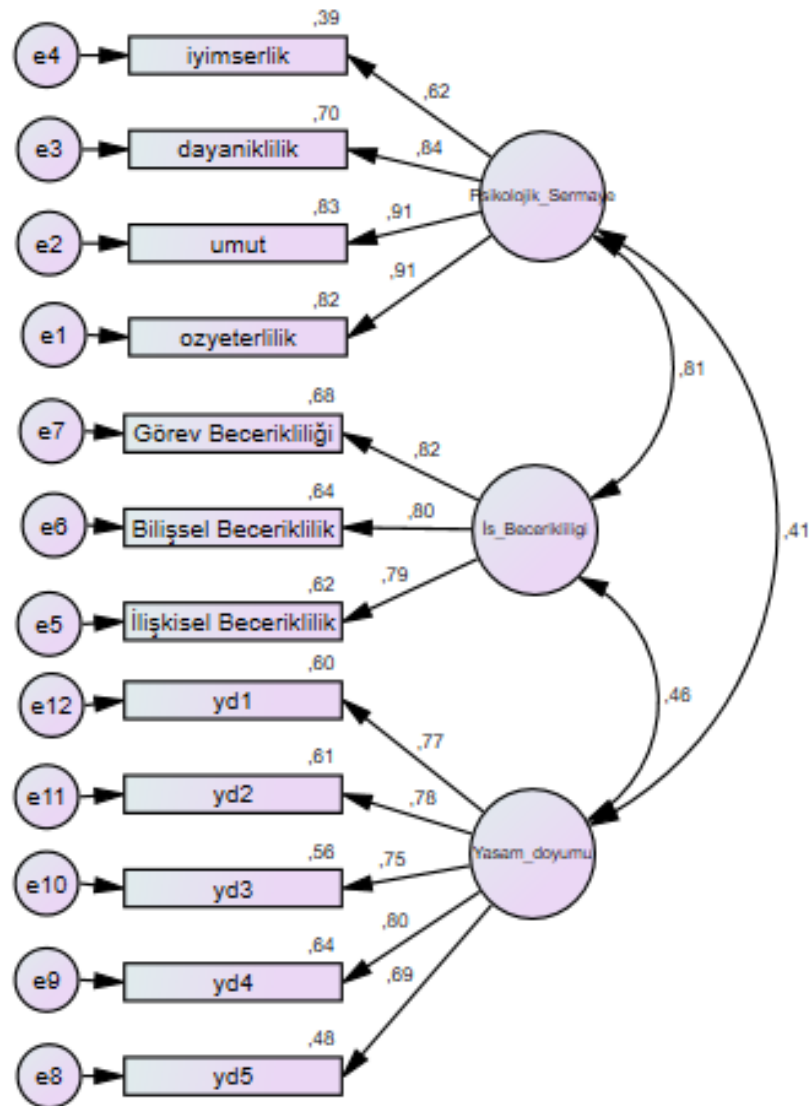 ,39
e4
iyimserlik
,62
,70
e3
dayaniklilik
,84
Psikolojik_Sermaye
,83
e2
umut
,91
,82
e1
ozyeterlilik
,91
,81
,68
e7
Görev Becerikliliği
,82
,64
e6
Bilişsel Beceriklilik
,80
İs_Becerikliligi
,41
,62
e5
İlişkisel Beceriklilik
,79
,60
e12
yd1
,77
,46
,61
e11
yd2
,78
Yasam_doyumu
,56
e10
yd3
,75
,64
e9
yd4
,80
,69
,48
e8
yd5